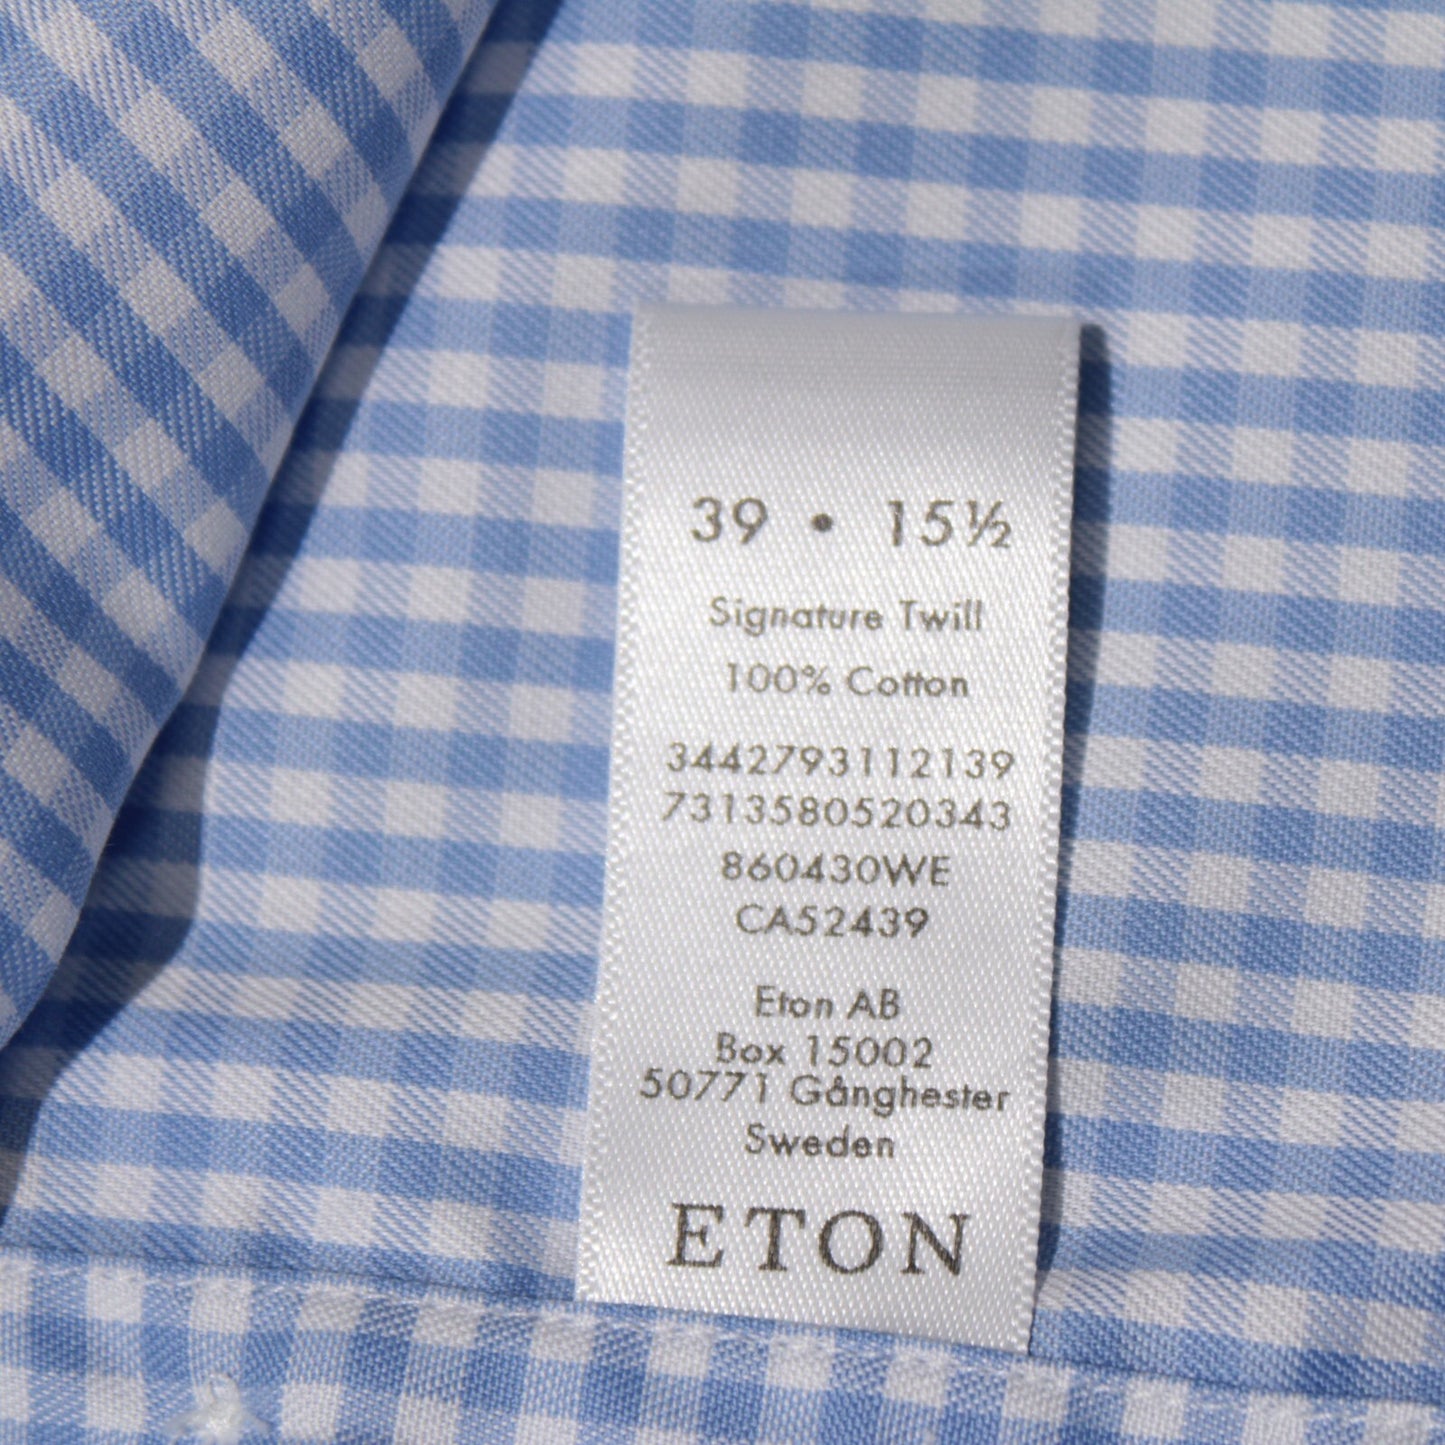 39 • 15½
Signature Twill
100% Cotton
3442793112139
7313580520343
860430WE
CA52439
Eton AB
Box 15002
50771 Gånghester
Sweden
ETON